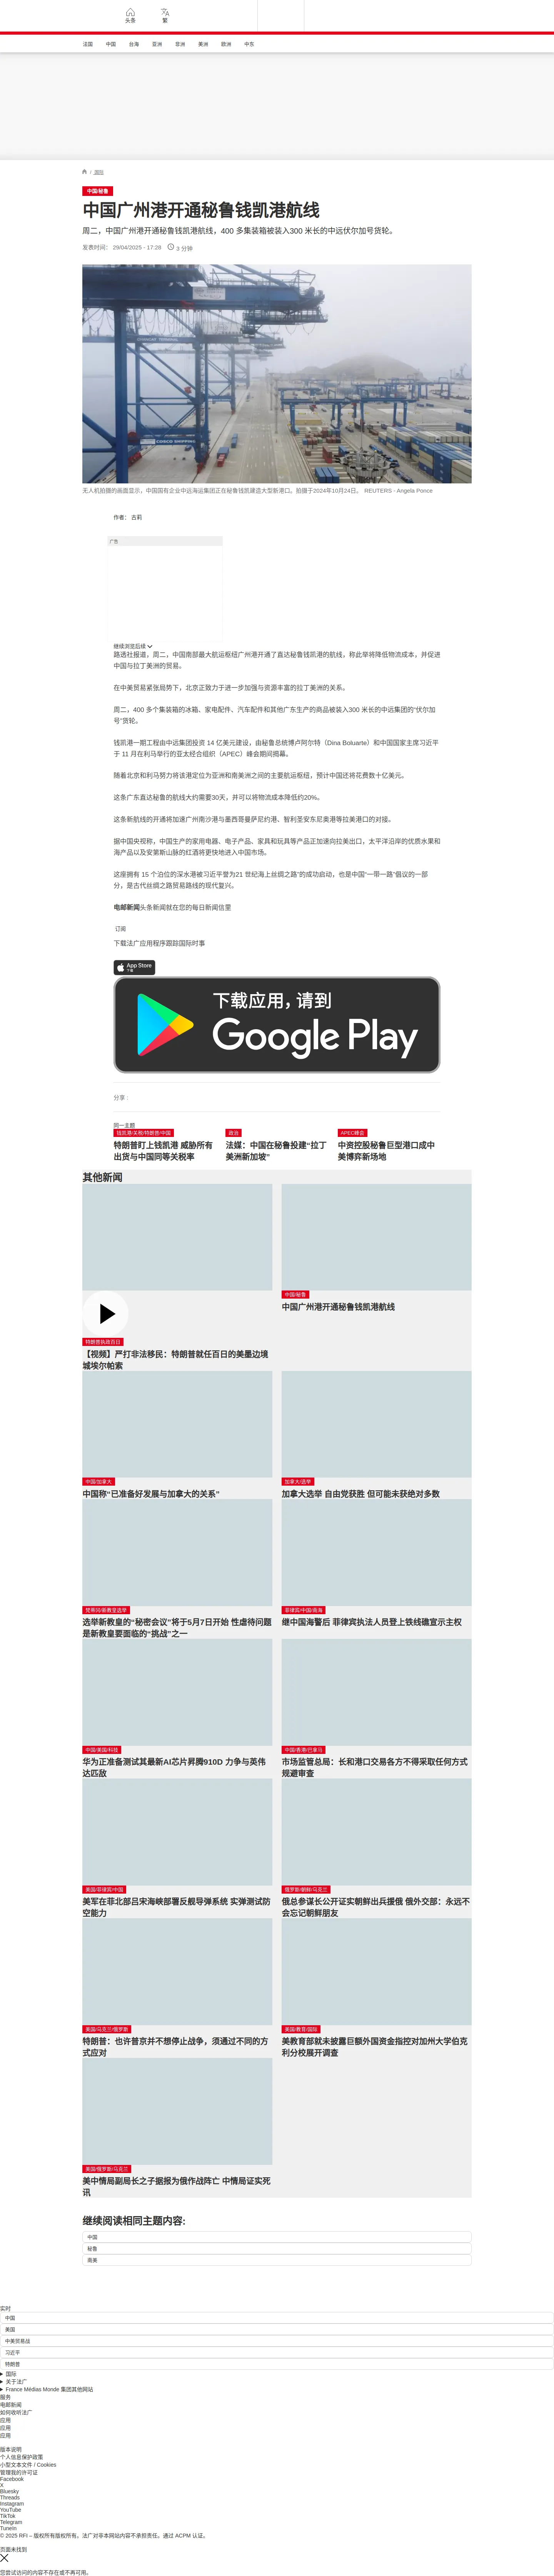 头条
繁
法国 中国 台海 亚洲 非洲 美洲 欧洲 中东
/ 国际
中国/秘鲁
中国广州港开通秘鲁钱凯港航线
周二，中国广州港开通秘鲁钱凯港航线，400 多集装箱被装入300 米长的中远伏尔加号货轮。
发表时间： 29/04/2025 - 17:28 3 分钟
CHINESE SHIPPING
无人机拍摄的画面显示，中国国有企业中远海运集团正在秘鲁钱凯建造大型新港口。拍摄于2024年10月24日。 REUTERS - Angela Ponce
作者： 古莉
广告
继续浏览后续
路透社报道，周二，中国南部最大航运枢纽广州港开通了直达秘鲁钱凯港的航线，称此举将降低物流成本，并促进
中国与拉丁美洲的贸易。
在中美贸易紧张局势下，北京正致力于进一步加强与资源丰富的拉丁美洲的关系。
周二，400 多个集装箱的冰箱、家电配件、汽车配件和其他广东生产的商品被装入300 米长的中远集团的“伏尔加
号”货轮。
钱凯港一期工程由中远集团投资 14 亿美元建设，由秘鲁总统博卢阿尔特（Dina Boluarte）和中国国家主席习近平
于 11 月在利马举行的亚太经合组织（APEC）峰会期间揭幕。
随着北京和利马努力将该港定位为亚洲和南美洲之间的主要航运枢纽，预计中国还将花费数十亿美元。
这条广东直达秘鲁的航线大约需要30天，并可以将物流成本降低约20%。
这条新航线的开通将加速广州南沙港与墨西哥曼萨尼约港、智利圣安东尼奥港等拉美港口的对接。
据中国央视称，中国生产的家用电器、电子产品、家具和玩具等产品正加速向拉美出口，太平洋沿岸的优质水果和
海产品以及安第斯山脉的红酒将更快地进入中国市场。
这座拥有 15 个泊位的深水港被习近平誉为21 世纪海上丝绸之路”的成功启动，也是中国“一带一路”倡议的一部
分，是古代丝绸之路贸易路线的现代复兴。
电邮新闻头条新闻就在您的每日新闻信里
订阅
下载法广应用程序跟踪国际时事
App Store
下载
下载应用，请到
Google Play
分享 :
同一主题
钱凯港/关税/特朗普/中国
特朗普盯上钱凯港 威胁所有
出货与中国同等关税率
政治
法媒：中国在秘鲁投建“拉丁
美洲新加坡”
APEC峰会
中资控股秘鲁巨型港口成中
美博弈新场地
其他新闻
特朗普执政百日
【视频】严打非法移民：特朗普就任百日的美墨边境
城埃尔帕索
中国/秘鲁
中国广州港开通秘鲁钱凯港航线
中国/加拿大
中国称“已准备好发展与加拿大的关系”
加拿大/选举
加拿大选举 自由党获胜 但可能未获绝对多数
梵蒂冈/新教皇选举
选举新教皇的“秘密会议”将于5月7日开始 性虐待问题
是新教皇要面临的“挑战”之一
菲律宾/中国/南海
继中国海警后 菲律宾执法人员登上铁线礁宣示主权
中国/美国/科技
华为正准备测试其最新AI芯片昇腾910D 力争与英伟
达匹敌
中国/香港/巴拿马
市场监管总局：长和港口交易各方不得采取任何方式
规避审查
美国/菲律宾/中国
美军在菲北部吕宋海峡部署反舰导弹系统 实弹测试防
空能力
俄罗斯/朝鲜/乌克兰
俄总参谋长公开证实朝鲜出兵援俄 俄外交部：永远不
会忘记朝鲜朋友
美国/乌克兰/俄罗斯
特朗普：也许普京并不想停止战争，须通过不同的方
式应对
美国/教育/国际
美教育部就未披露巨额外国资金指控对加州大学伯克
利分校展开调查
美国/俄罗斯/乌克兰
美中情局副局长之子据报为俄作战阵亡 中情局证实死
讯
继续阅读相同主题内容:
中国
秘鲁
南美
实时
中国
美国
中美贸易战
习近平
特朗普
国际
关于法广
France Médias Monde 集团其他网站
服务
电邮新闻
如何收听法广
应用
应用
应用
版本说明
个人信息保护政策
小型文本文件 / Cookies
管理我的许可证
Facebook
X
Bluesky
Threads
Instagram
YouTube
TikTok
Telegram
TuneIn
© 2025 RFI – 版权所有版权所有。法广对非本网站内容不承担责任。通过 ACPM 认证。
页面未找到
您尝试访问的内容不存在或不再可用。